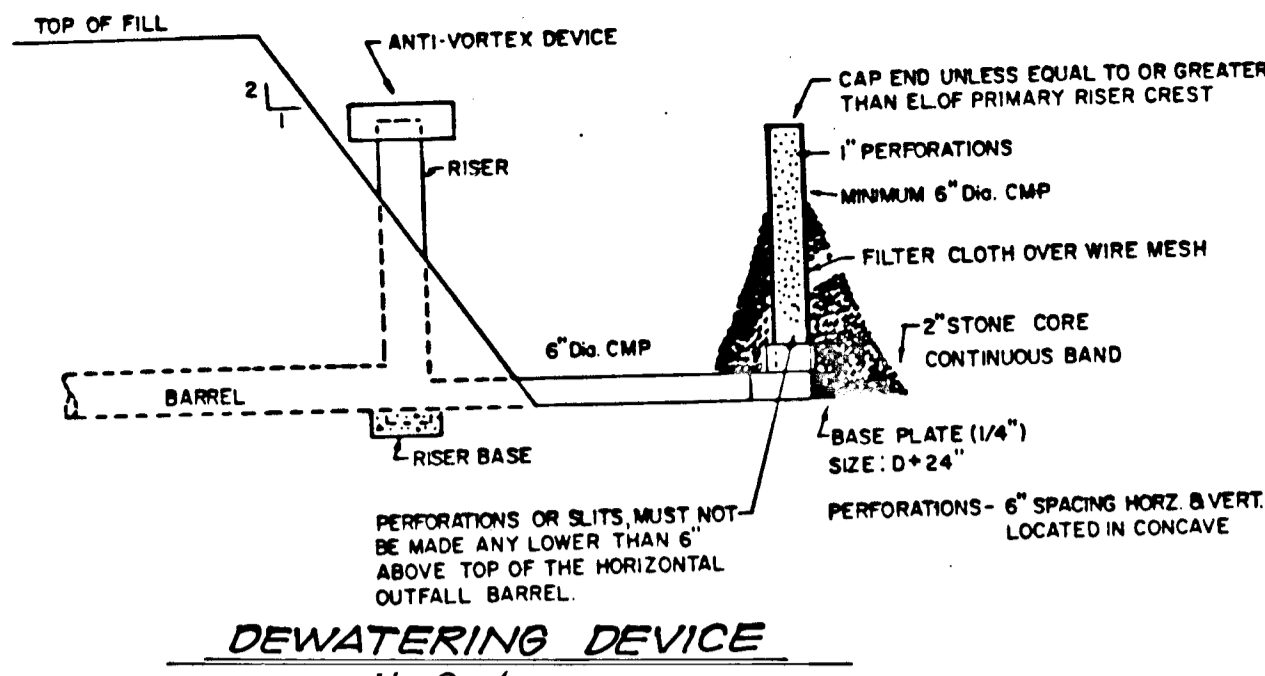 TOP OF FILL
ANTI-VORTEX DEVICE
2
1
CAP END UNLESS EQUAL TO OR GREATER
THAN EL.OF PRIMARY RISER CREST
1" PERFORATIONS
RISER
MINIMUM 6" Dia. CMP
FILTER CLOTH OVER WIRE MESH
2" STONE CORE
CONTINUOUS BAND
6" Dia. CMP
BARREL
RISER BASE
BASE PLATE (1/4")
SIZE: D+24"
PERFORATIONS OR SLITS, MUST NOT
BE MADE ANY LOWER THAN 6"
ABOVE TOP OF THE HORIZONTAL
OUTFALL BARREL.
PERFORATIONS- 6" SPACING HORZ. & VERT.
LOCATED IN CONCAVE
DEWATERING DEVICE